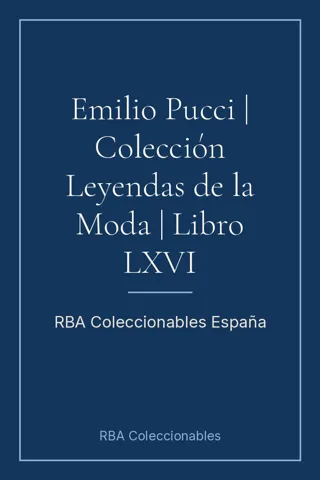 Emilio Pucci |
Colección
Leyendas de la
Moda | Libro
LXVI
RBA Coleccionables España
RBA Coleccionables